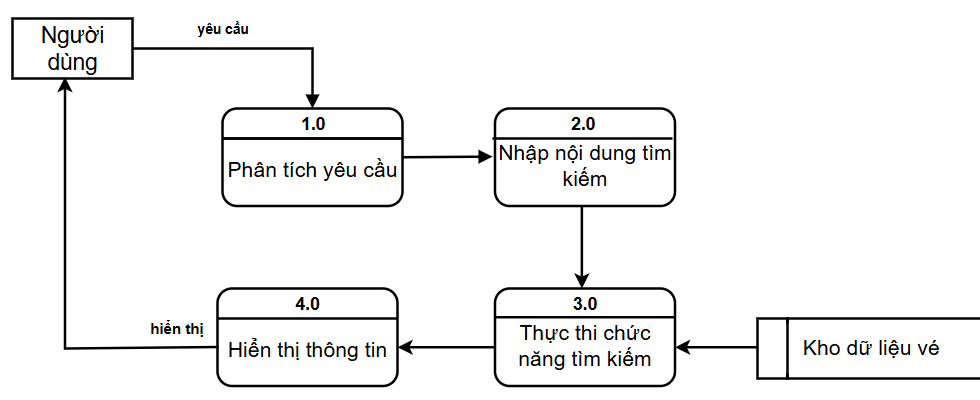 Người
dùng
yêu cầu
1.0
Phân tích yêu cầu
2.0
Nhập nội dung tìm
kiếm
4.0
Hiển thị thông tin
hiển thị
3.0
Thực thi chức
năng tìm kiếm
Kho dữ liệu vé